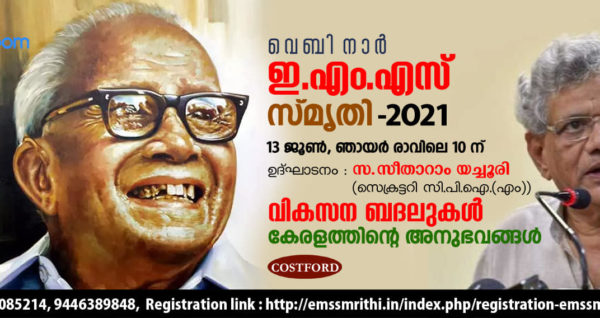 oom
വെബിനാർ
ഇ.എം.എസ്
സ്മൃതി -2021
13 ജൂൺ, ഞായർ രാവിലെ 10 ന്
ഉദ്ഘാടനം : സ.സീതാറാം യച്ചൂരി
(സെക്രട്ടറി സി.പി.ഐ.(എം))
വികസന ബദലുകൾ
കേരളത്തിന്റെ അനുഭവങ്ങൾ
COSTFORD
085214, 9446389848, Registration link : http://emssmrithi.in/index.php/registration-emssm